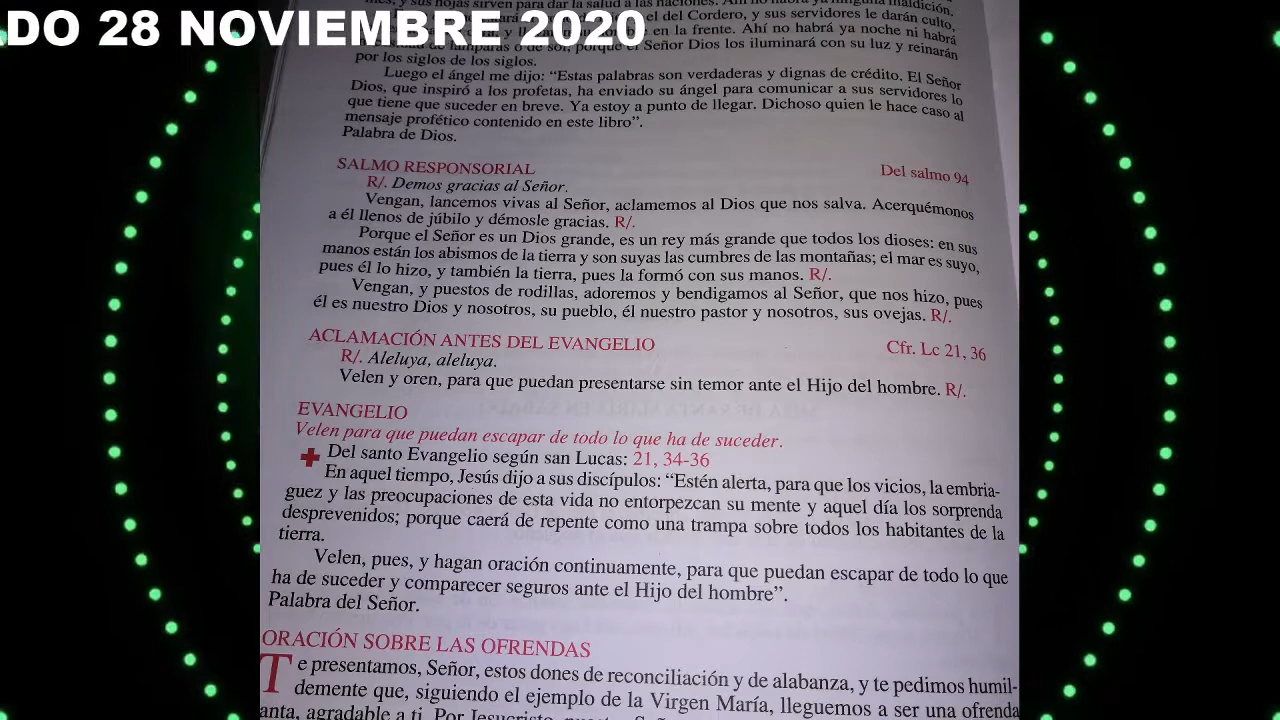 DO 28 NOVIEMBRE 2020
y sus hojas sirven para dar la salud a las naciones. Ahí no habrá ya ninguna maldición.
el del Cordero, y sus servidores le darán culto,
en la frente. Ahí no habrá ya noche ni habrá
de lámparas o de sol, porque el Señor Dios los iluminará con su luz y reinarán
por los siglos de los siglos.
Luego el ángel me dijo: “Estas palabras son verdaderas y dignas de crédito. El Señor
Dios, que inspiró a los profetas, ha enviado su ángel para comunicar a sus servidores lo
que tiene que suceder en breve. Ya estoy a punto de llegar. Dichoso quien le hace caso al
mensaje profético contenido en este libro”.
Palabra de Dios.
SALMO RESPONSORIAL Del salmo 94
R/. Demos gracias al Señor.
Vengan, lancemos vivas al Señor, aclamemos al Dios que nos salva. Acerquémonos
a él llenos de júbilo y démosle gracias. R/.
Porque el Señor es un Dios grande, es un rey más grande que todos los dioses: en sus
manos están los abismos de la tierra y son suyas las cumbres de las montañas; el mar es suyo,
pues él lo hizo, y también la tierra, pues la formó con sus manos. R/.
Vengan, y puestos de rodillas, adoremos y bendigamos al Señor, que nos hizo, pues
él es nuestro Dios y nosotros, su pueblo, él nuestro pastor y nosotros, sus ovejas. R/.
ACLAMACIÓN ANTES DEL EVANGELIO Cfr. Lc 21, 36
R/. Aleluya, aleluya.
Velen y oren, para que puedan presentarse sin temor ante el Hijo del hombre. R/.
EVANGELIO
Velen para que puedan escapar de todo lo que ha de suceder.
Del santo Evangelio según san Lucas: 21, 34-36
En aquel tiempo, Jesús dijo a sus discípulos: “Estén alerta, para que los vicios, la embria-
guez y las preocupaciones de esta vida no entorpezcan su mente y aquel día los sorprenda
desprevenidos; porque caerá de repente como una trampa sobre todos los habitantes de la
tierra.
Velen, pues, y hagan oración continuamente, para que puedan escapar de todo lo que
ha de suceder y comparecer seguros ante el Hijo del hombre”.
Palabra del Señor.
ORACIÓN SOBRE LAS OFRENDAS
Te presentamos, Señor, estos dones de reconciliación y de alabanza, y te pedimos humil-
demente que, siguiendo el ejemplo de la Virgen María, lleguemos a ser una ofrenda
anta, agradable a ti. Por Jesucristo, nuestro